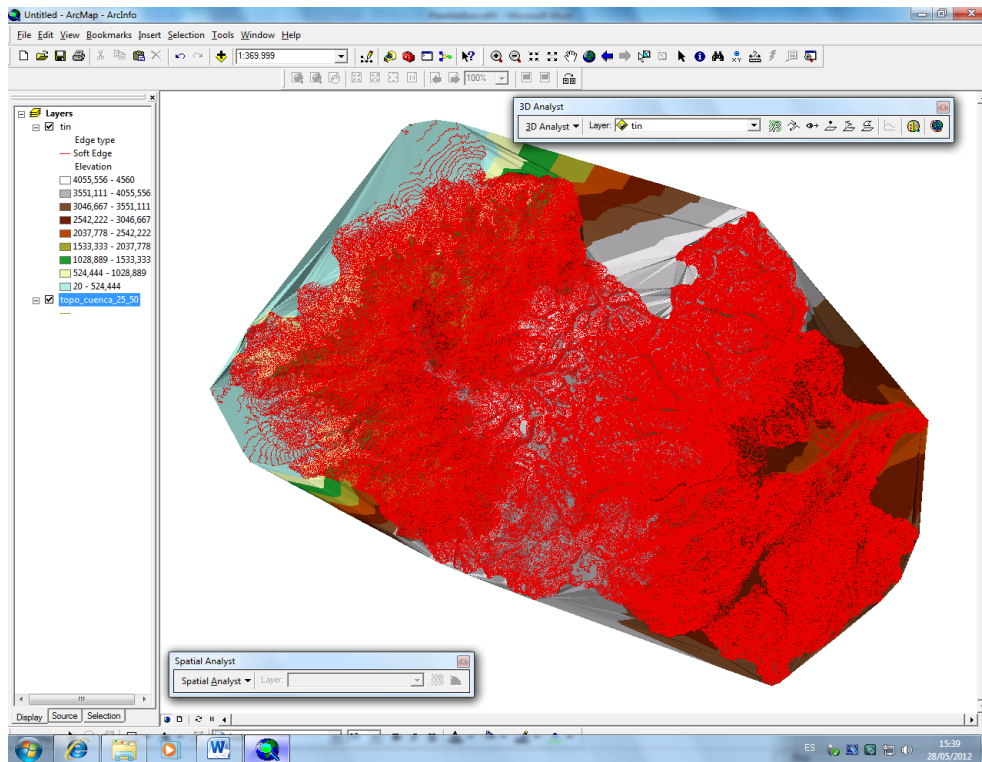 Untitled - ArcMap - ArcInfo
File Edit View Bookmarks Insert Selection Tools Window Help
1:369.999
100%
Layers
tin
Edge type
Soft Edge
Elevation
4055,556 - 4560
3551,111 - 4055,556
3046,667 - 3551,111
2542,222 - 3046,667
2037,778 - 2542,222
1533,333 - 2037,778
1028,889 - 1533,333
524,444 - 1028,889
20 - 524,444
topo_cuenca_25_50
3D Analyst
3D Analyst Layer: tin
Spatial Analyst
Spatial Analyst Layer:
Display Source Selection
ES 15:39
28/05/2012